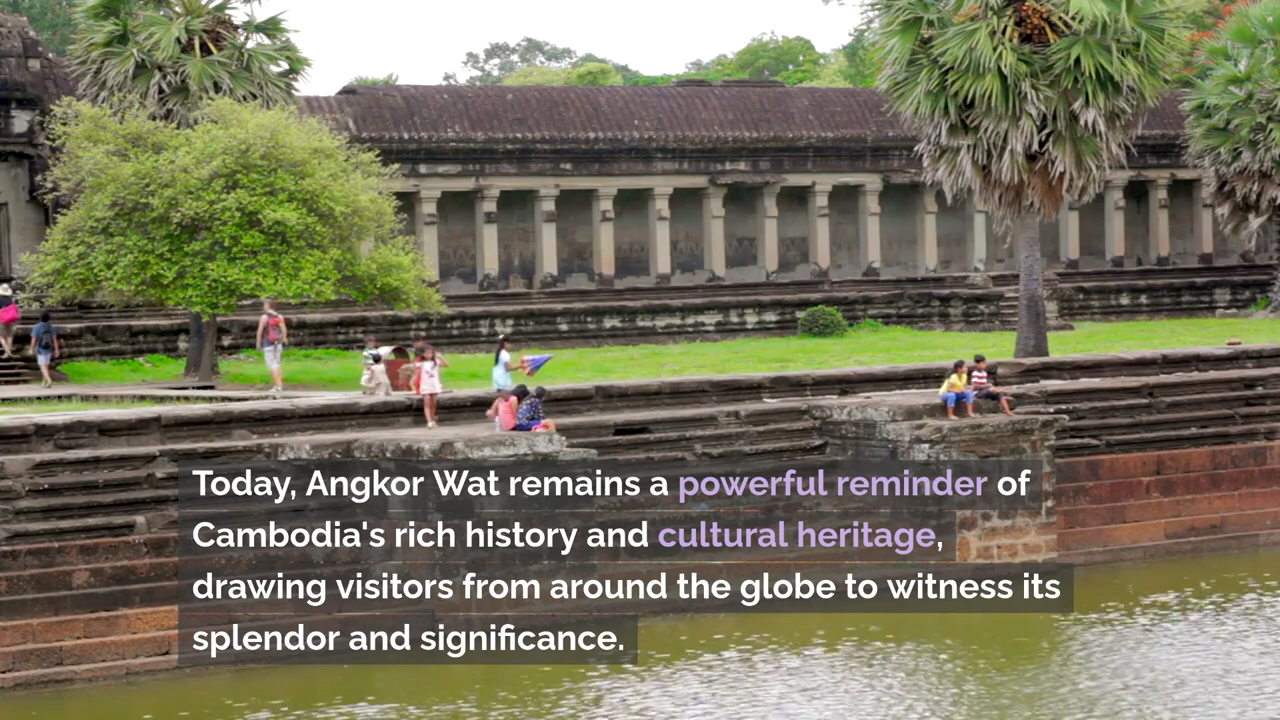 Today, Angkor Wat remains a powerful reminder of
Cambodia's rich history and cultural heritage,
drawing visitors from around the globe to witness its
splendor and significance.